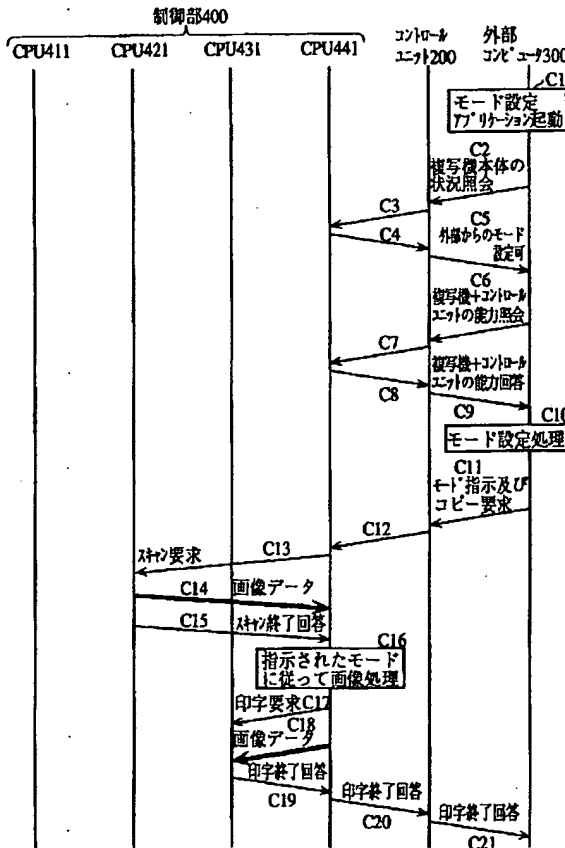 制御部400
CPU411
CPU421
CPU431
CPU441
コントロール
ユニット200
外部
コンピュータ300
C1
モード設定
アプリケーション起動
C2
複写機本体の
状況照会
C3
C4
C5
外部からのモード
設定可
C6
複写機+コントロール
ユニットの能力照会
C7
複写機+コントロール
ユニットの能力回答
C8
C9
C10
モード設定処理
C11
モード指示及び
コピー要求
C12
C13
スキャン要求
C14
画像データ
C15
スキャン終了回答
C16
指示されたモード
に従って画像処理
印字要求C17
C18
画像データ
印字終了回答
C19
印字終了回答
C20
印字終了回答
C21